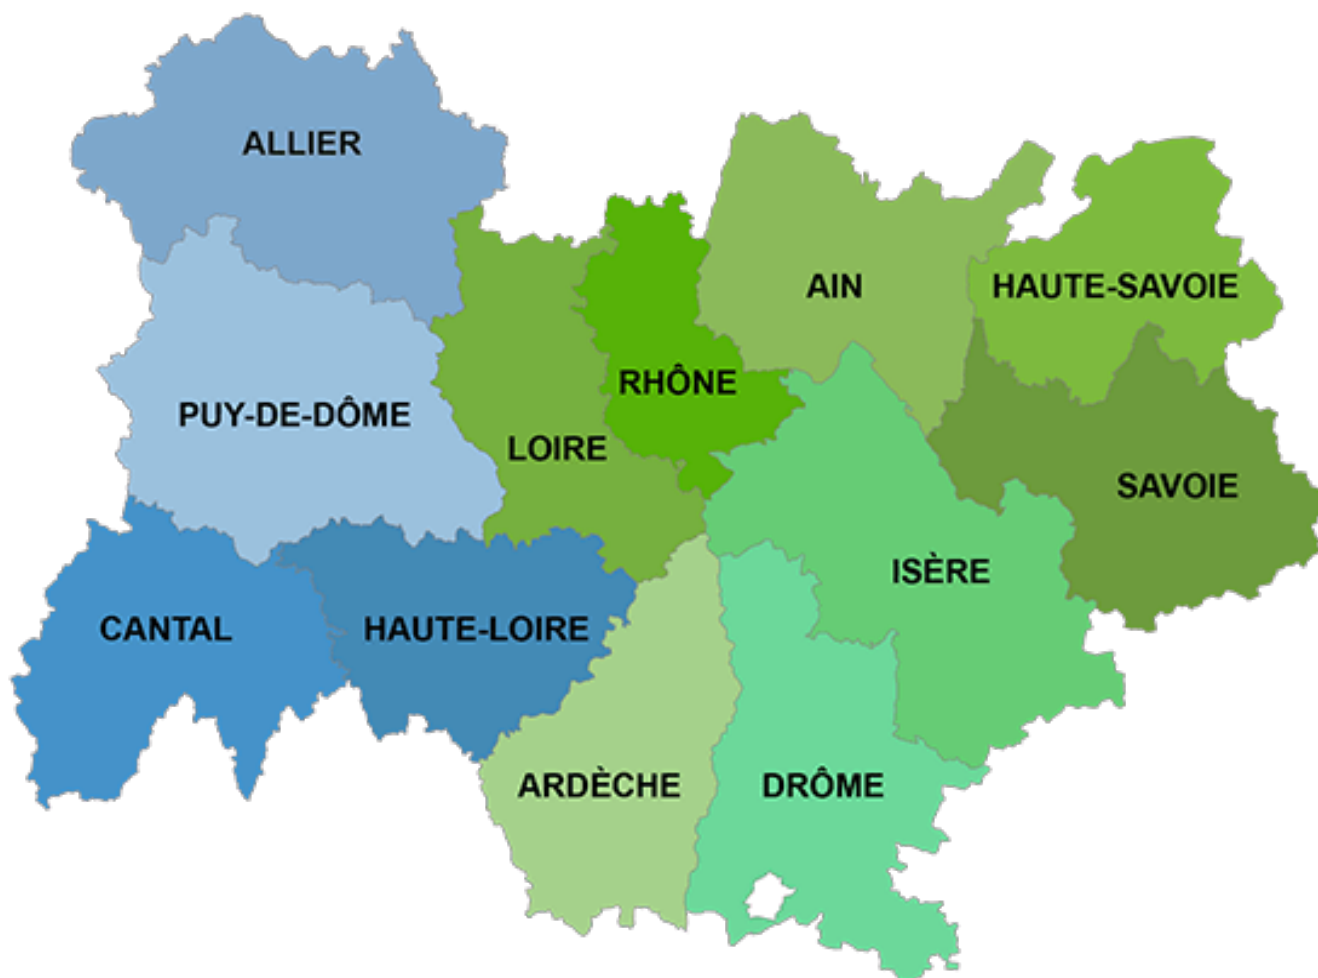 ALLIER
AIN
HAUTE-SAVOIE
RHÔNE
PUY-DE-DÔME
LOIRE
SAVOIE
ISÈRE
CANTAL
HAUTE-LOIRE
ARDÈCHE
DRÔME